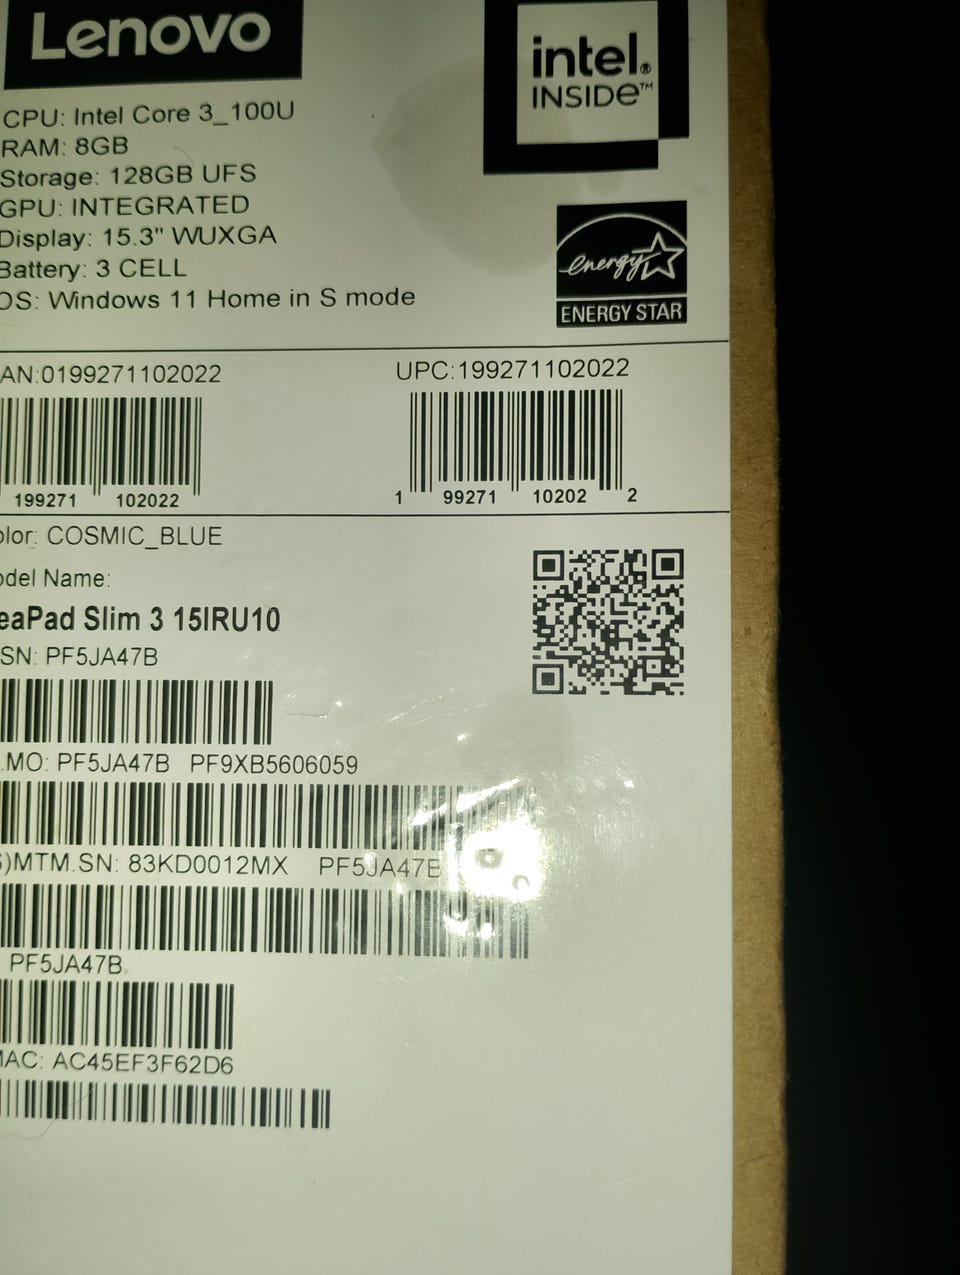 Lenovo
intel.®
INSIDE™
CPU: Intel Core 3_100U
RAM: 8GB
Storage: 128GB UFS
GPU: INTEGRATED
Display: 15.3" WUXGA
Battery: 3 CELL
OS: Windows 11 Home in S mode
energy
ENERGY STAR
AN:0199271102022
UPC:199271102022
199271 102022
1 99271 10202 2
olor: COSMIC_BLUE
odel Name:
eaPad Slim 3 15IRU10
SN: PF5JA47B
.MO: PF5JA47B PF9XB5606059
S)MTM.SN: 83KD0012MX PF5JA47B
: PF5JA47B
MAC: AC45EF3F62D6